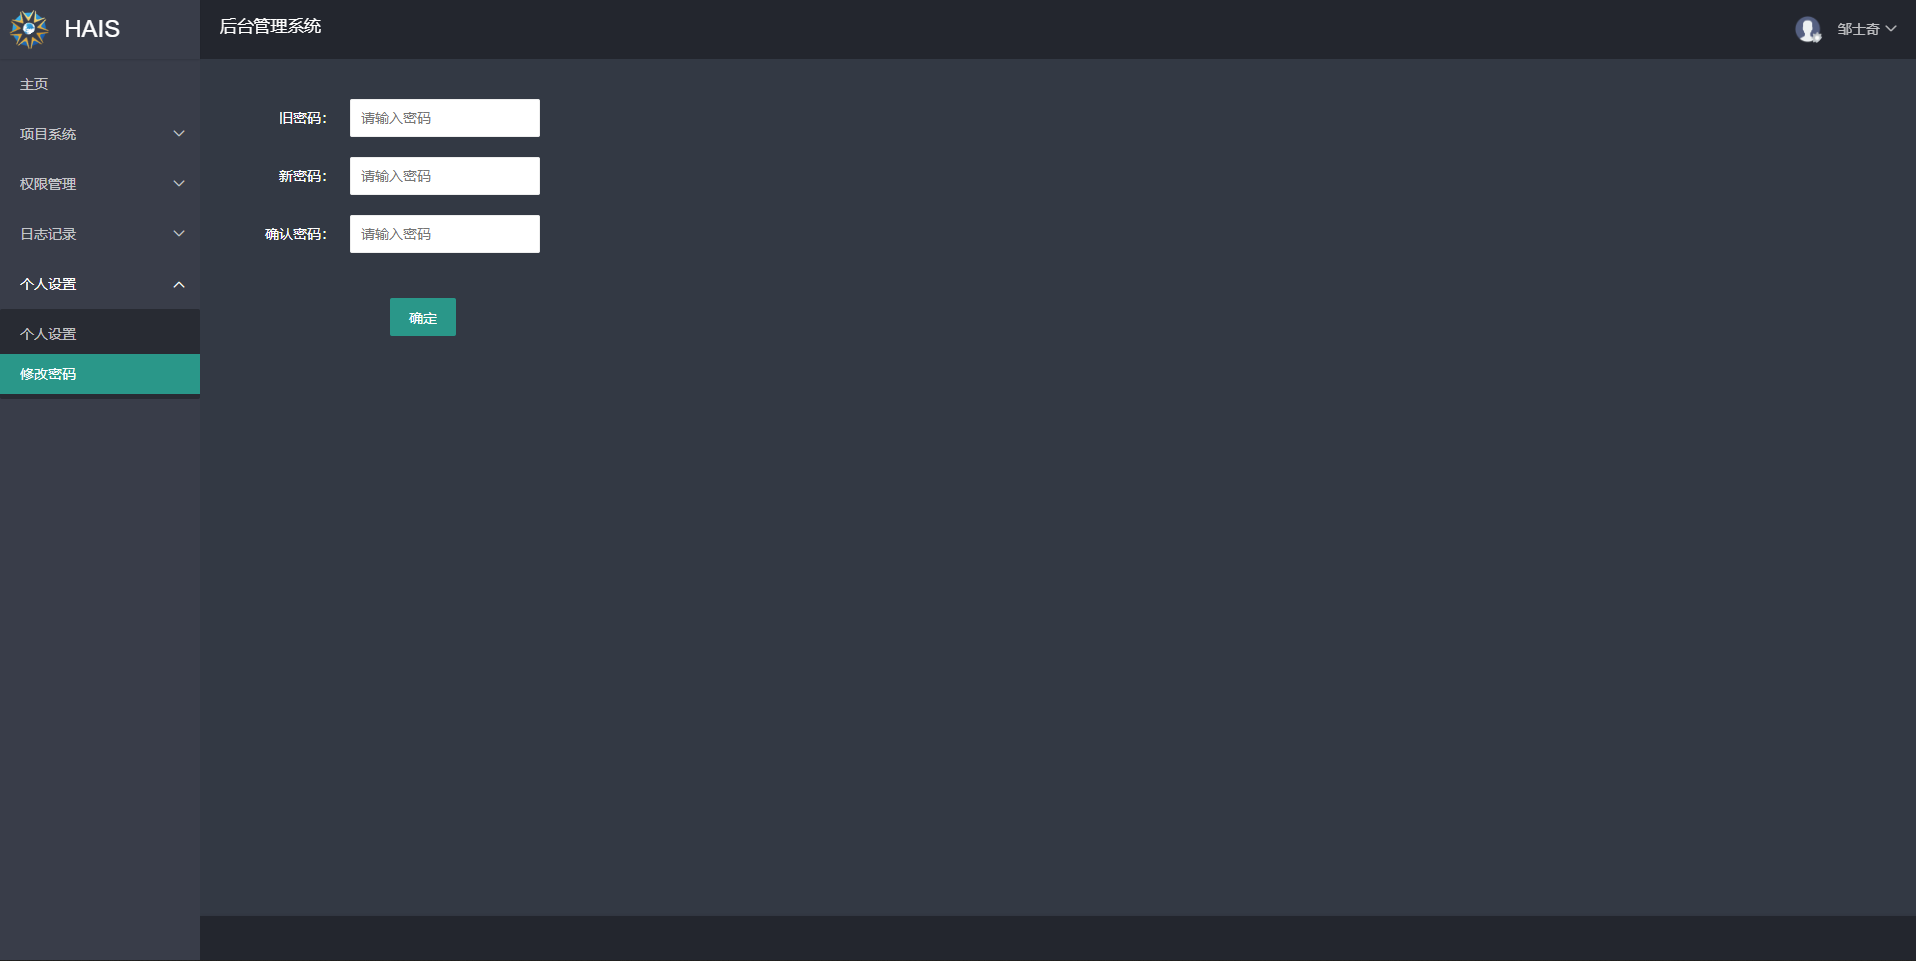 HAIS
后台管理系统
邹士奇
主页
项目系统
权限管理
日志记录
个人设置
个人设置
修改密码
旧密码：
请输入密码
新密码：
请输入密码
确认密码：
请输入密码
确定